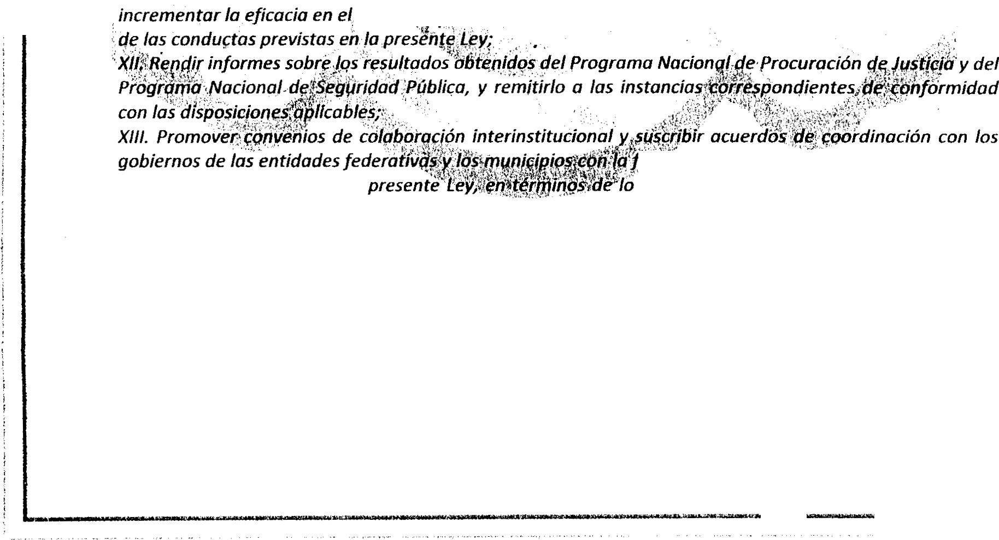 incrementar la eficacia en el
de las conductas previstas en la presente Ley;
XII. Rendir informes sobre los resultados obtenidos del Programa Nacional de Procuración de Justicia y del
Programa Nacional de Seguridad Pública, y remitirlo a las instancias correspondientes de conformidad
con las disposiciones aplicables;
XIII. Promover convenios de colaboración interinstitucional y suscribir acuerdos de coordinación con los
gobiernos de las entidades federativas y los municipios con la
presente Ley, en términos de lo